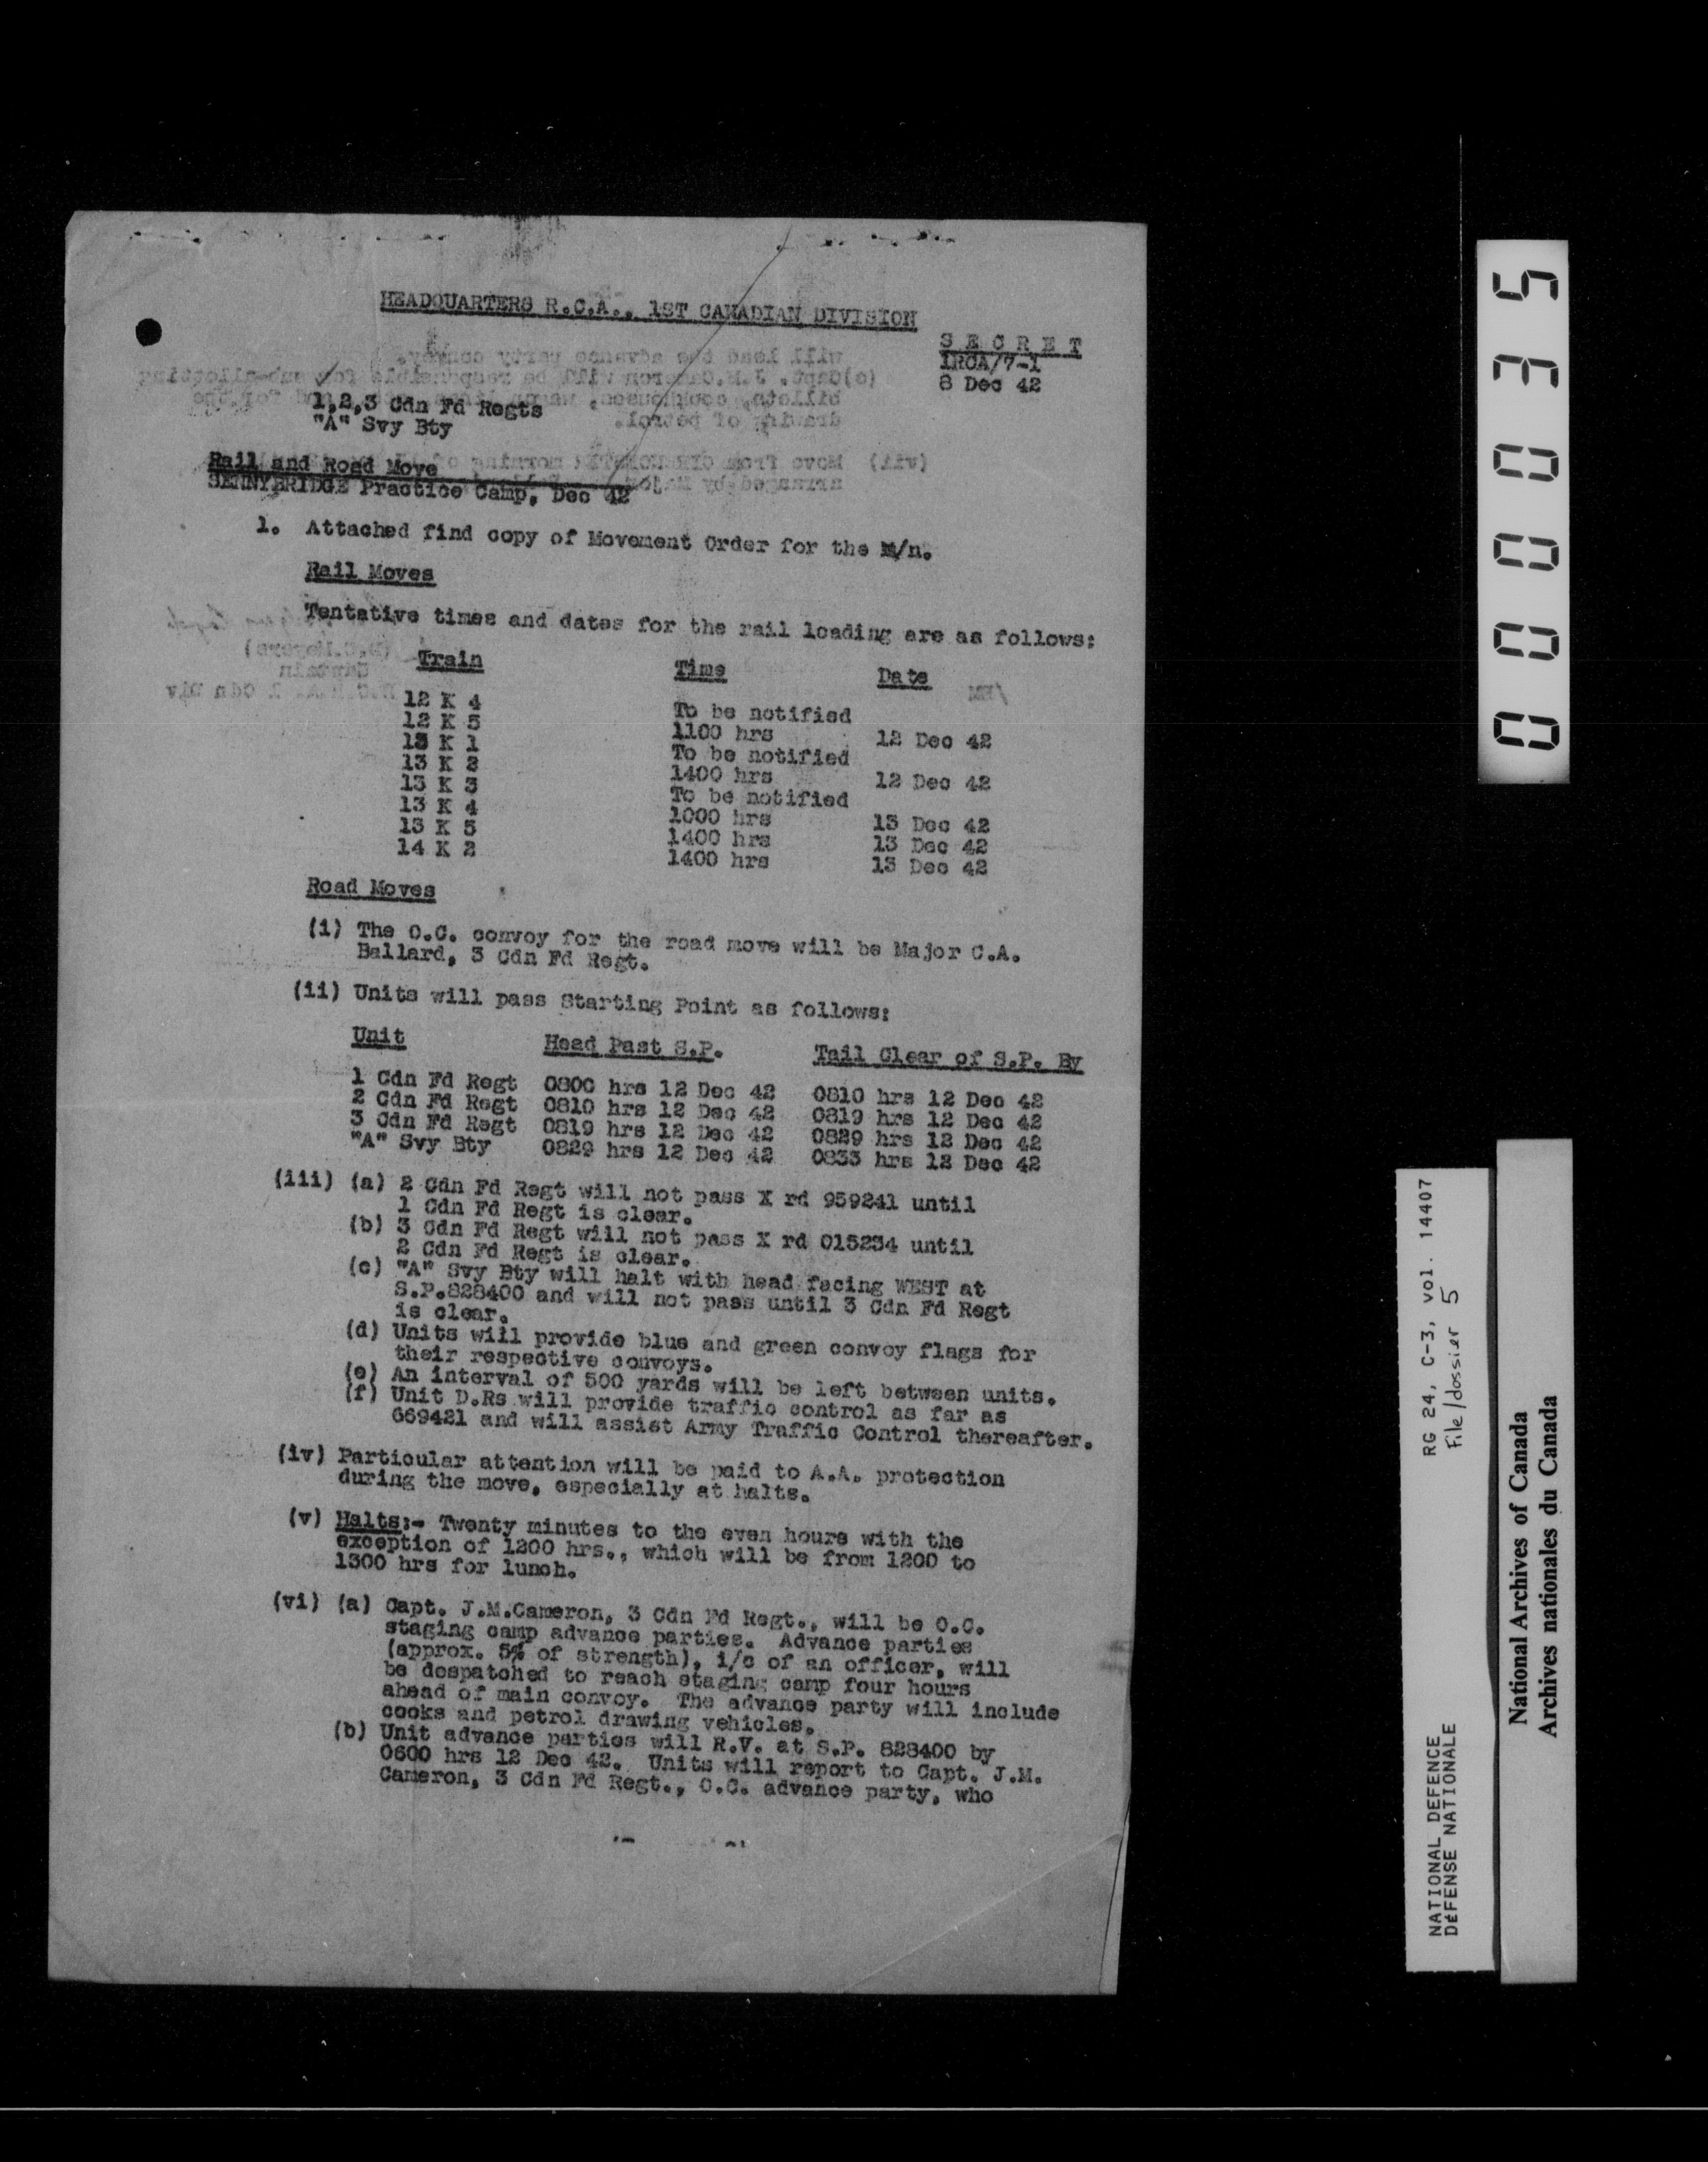 HEADQUARTERS R.C.A., 1ST CANADIAN DIVISION
S E C R E T
1RCA/7-1
8 Dec 42
1,2,3 Cdn Fd Regts
"A" Svy Bty
Rail and Road Move
SENNYBRIDGE Practice Camp, Dec 42
1. Attached find copy of Movement Order for the m/n.
Rail Moves
Tentative times and dates for the rail loading are as follows:
Train Time Date
12 K 4 To be notified
12 K 5 1100 hrs 12 Dec 42
13 K 1 To be notified
13 K 2 1400 hrs 12 Dec 42
13 K 3 To be notified
13 K 4 1000 hrs 13 Dec 42
13 K 5 1400 hrs 13 Dec 42
14 K 2 1400 hrs 13 Dec 42
Road Moves
(i) The O.C. convoy for the road move will be Major C.A.
Ballard, 3 Cdn Fd Regt.
(ii) Units will pass Starting Point as follows:
Unit Head Past S.P. Tail Clear of S.P. By
1 Cdn Fd Regt 0800 hrs 12 Dec 42 0810 hrs 12 Dec 42
2 Cdn Fd Regt 0810 hrs 12 Dec 42 0819 hrs 12 Dec 42
3 Cdn Fd Regt 0819 hrs 12 Dec 42 0829 hrs 12 Dec 42
"A" Svy Bty 0829 hrs 12 Dec 42 0833 hrs 12 Dec 42
(iii) (a) 2 Cdn Fd Regt will not pass X rd 959241 until
1 Cdn Fd Regt is clear.
(b) 3 Cdn Fd Regt will not pass X rd 015234 until
2 Cdn Fd Regt is clear.
(c) "A" Svy Bty will halt with head facing WEST at
S.P.828400 and will not pass until 3 Cdn Fd Regt
is clear.
(d) Units will provide blue and green convoy flags for
their respective convoys.
(e) An interval of 500 yards will be left between units.
(f) Unit D.Rs will provide traffic control as far as
669421 and will assist Army Traffic Control thereafter.
(iv) Particular attention will be paid to A.A. protection
during the move, especially at halts.
(v) Halts:- Twenty minutes to the even hours with the
exception of 1200 hrs., which will be from 1200 to
1300 hrs for lunch.
(vi) (a) Capt. J.M.Cameron, 3 Cdn Fd Regt., will be O.C.
staging camp advance parties. Advance parties
(approx. 5% of strength), i/c of an officer, will
be despatched to reach staging camp four hours
ahead of main convoy. The advance party will include
cooks and petrol drawing vehicles.
(b) Unit advance parties will R.V. at S.P. 828400 by
0600 hrs 12 Dec 42. Units will report to Capt. J.M.
Cameron, 3 Cdn Fd Regt., O.C. advance party, who
000035
NATIONAL DEFENCE RG 24, C-3, vol. 14407
DÉFENSE NATIONALE File/dossier 5
National Archives of Canada
Archives nationales du Canada